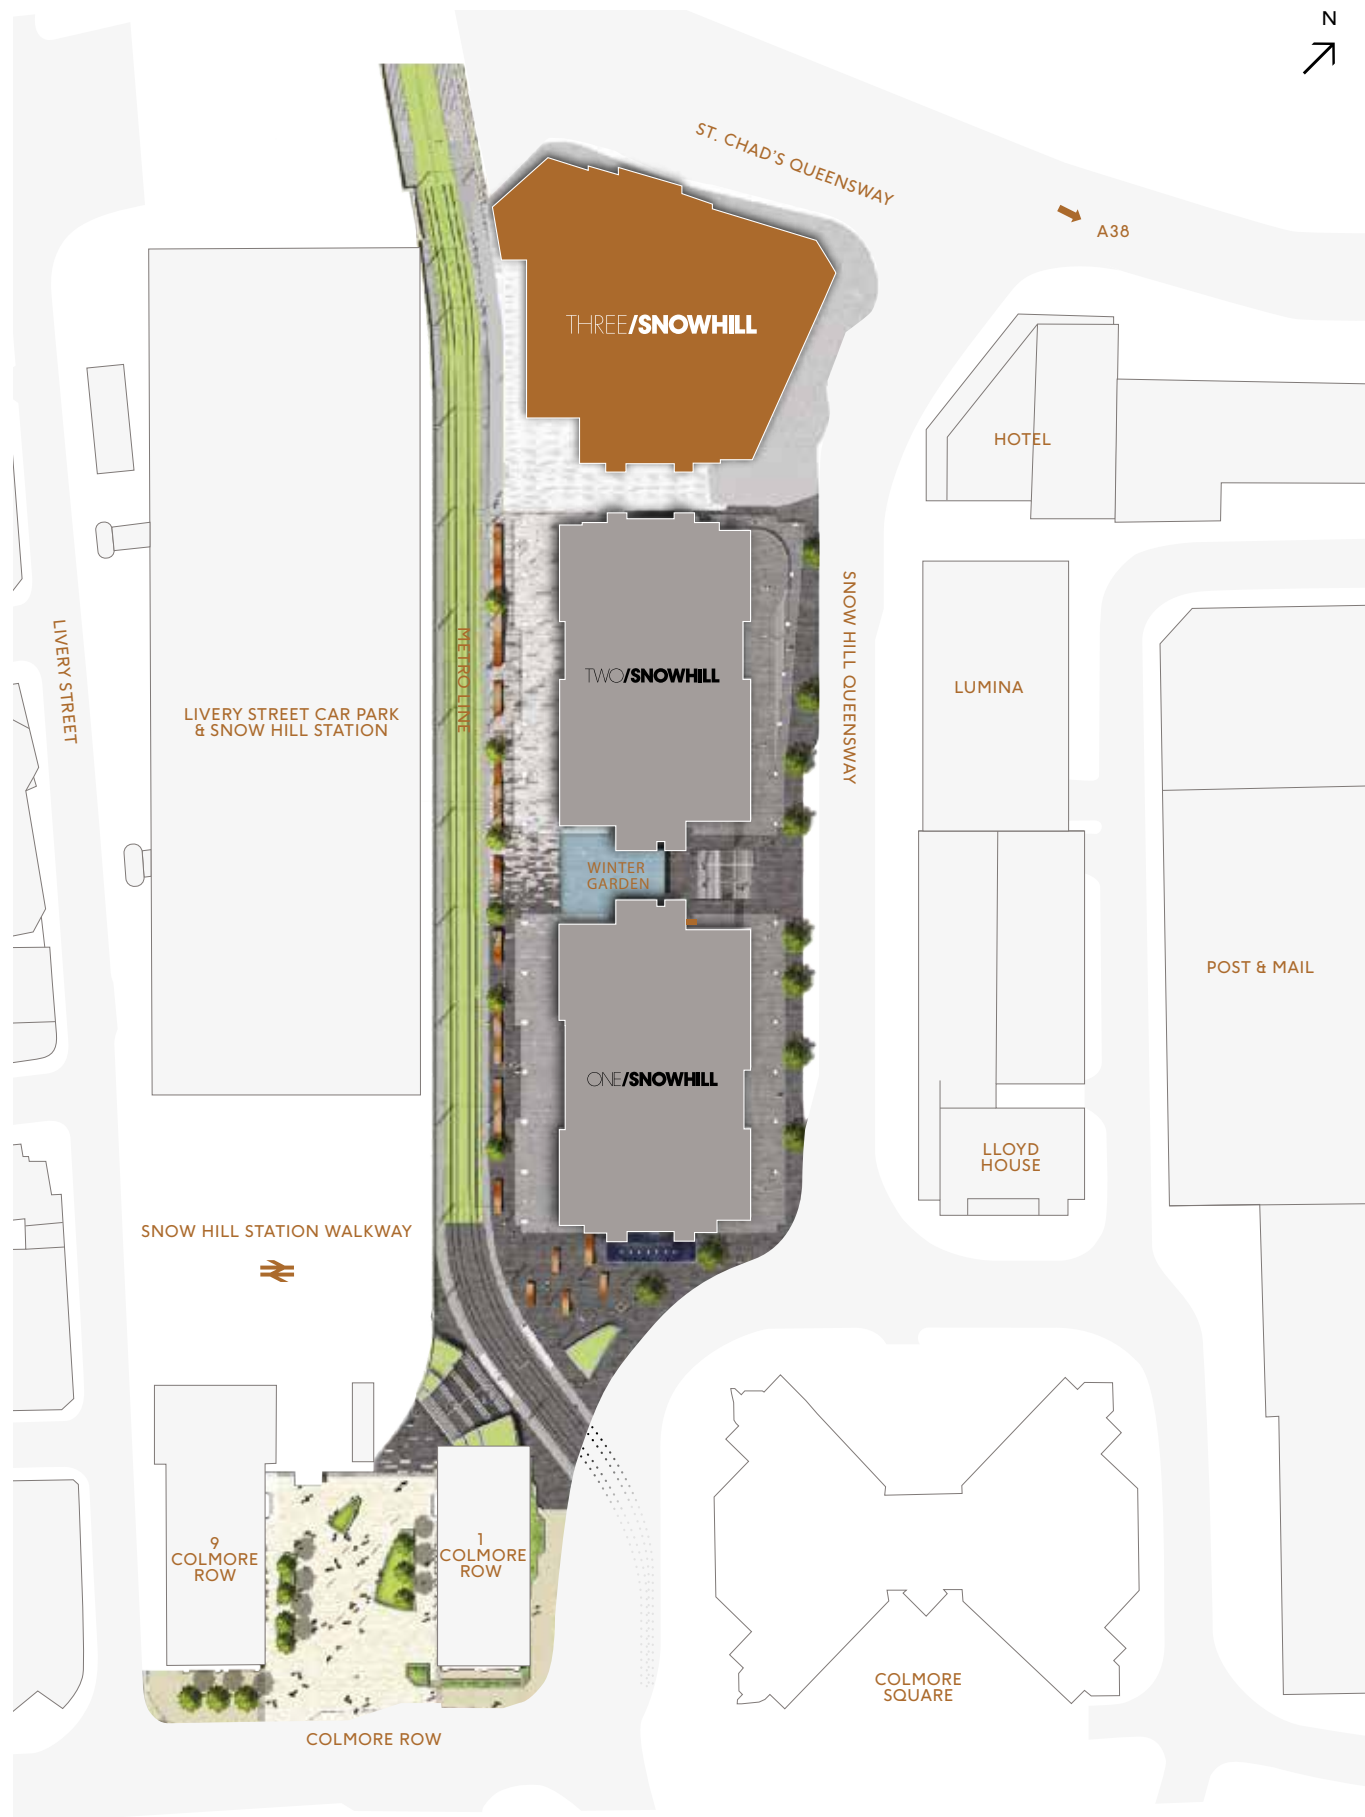 N
ST. CHAD'S QUEENSWAY
A38
THREE/SNOWHILL
HOTEL
SNOW HILL QUEENSWAY
LIVERY STREET
METRO LINE
TWO/SNOWHILL
LUMINA
LIVERY STREET CAR PARK
& SNOW HILL STATION
WINTER
GARDEN
POST & MAIL
ONE/SNOWHILL
LLOYD
HOUSE
SNOW HILL STATION WALKWAY
9
COLMORE
ROW
1
COLMORE
ROW
COLMORE
SQUARE
COLMORE ROW